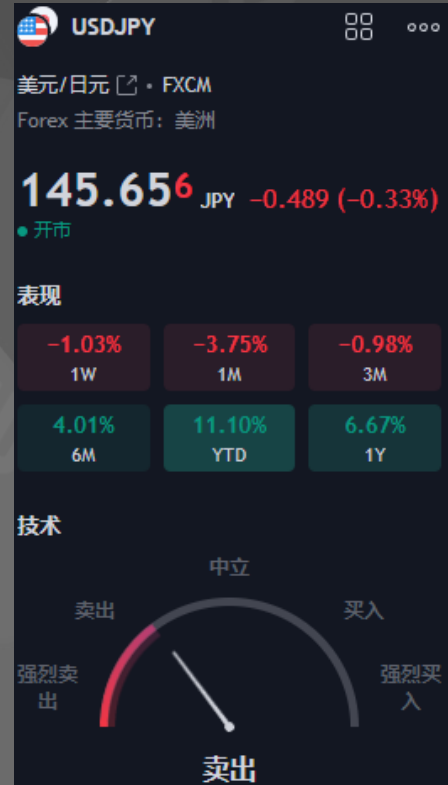 USDJPY
美元/日元 • FXCM
Forex 主要货币：美洲
145.656 JPY −0.489 (−0.33%)
开市
表现
−1.03% −3.75% −0.98%
1W 1M 3M
4.01% 11.10% 6.67%
6M YTD 1Y
技术
中立
卖出 买入
强烈卖出 强烈买入
卖出